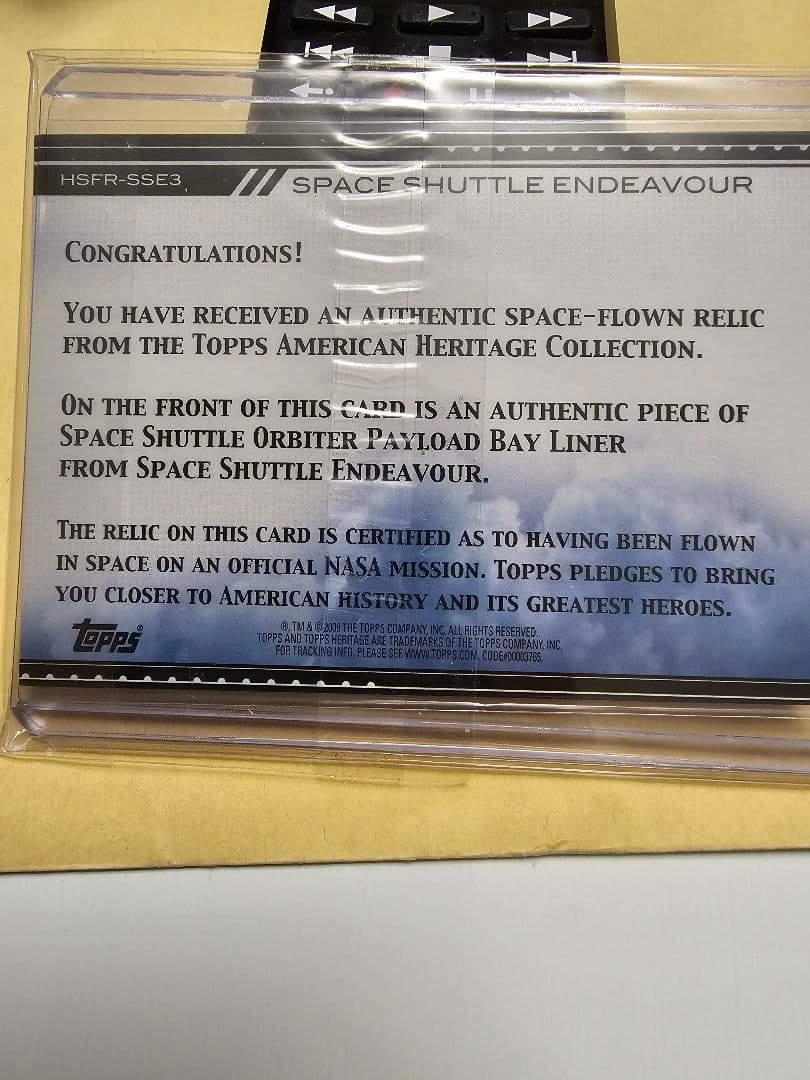 HSFR-SSE3 /// SPACE SHUTTLE ENDEAVOUR
CONGRATULATIONS!
YOU HAVE RECEIVED AN AUTHENTIC SPACE-FLOWN RELIC
FROM THE TOPPS AMERICAN HERITAGE COLLECTION.
ON THE FRONT OF THIS CARD IS AN AUTHENTIC PIECE OF
SPACE SHUTTLE ORBITER PAYLOAD BAY LINER
FROM SPACE SHUTTLE ENDEAVOUR.
THE RELIC ON THIS CARD IS CERTIFIED AS TO HAVING BEEN FLOWN
IN SPACE ON AN OFFICIAL NASA MISSION. TOPPS PLEDGES TO BRING
YOU CLOSER TO AMERICAN HISTORY AND ITS GREATEST HEROES.
Topps®
®, TM & © 2009 THE TOPPS COMPANY, INC. ALL RIGHTS RESERVED.
TOPPS AND TOPPS HERITAGE ARE TRADEMARKS OF THE TOPPS COMPANY, INC.
FOR TRACKING INFO, PLEASE SEE WWW.TOPPS.COM. CODE#00003765.